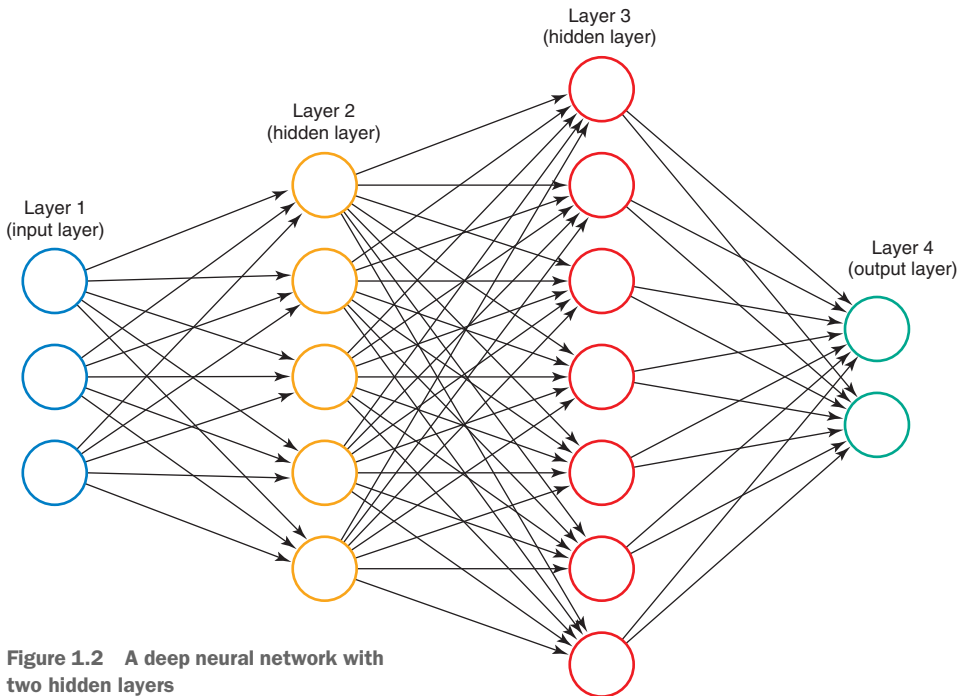 Layer 1
(input layer)
Layer 2
(hidden layer)
Layer 3
(hidden layer)
Layer 4
(output layer)
Figure 1.2 A deep neural network with
two hidden layers